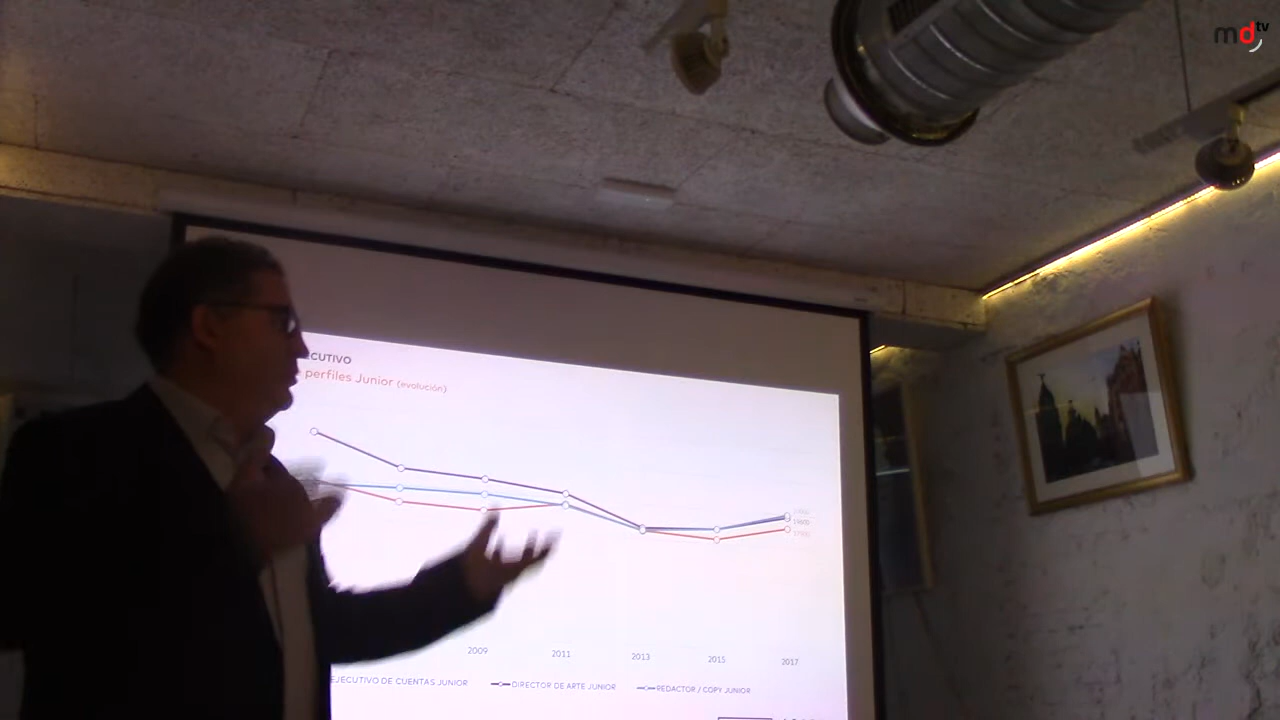 mdtv
CUTIVO
perfiles Junior (evolución)
2009 2011 2013 2015 2017
EJECUTIVO DE CUENTAS JUNIOR DIRECTOR DE ARTE JUNIOR REDACTOR / COPY JUNIOR